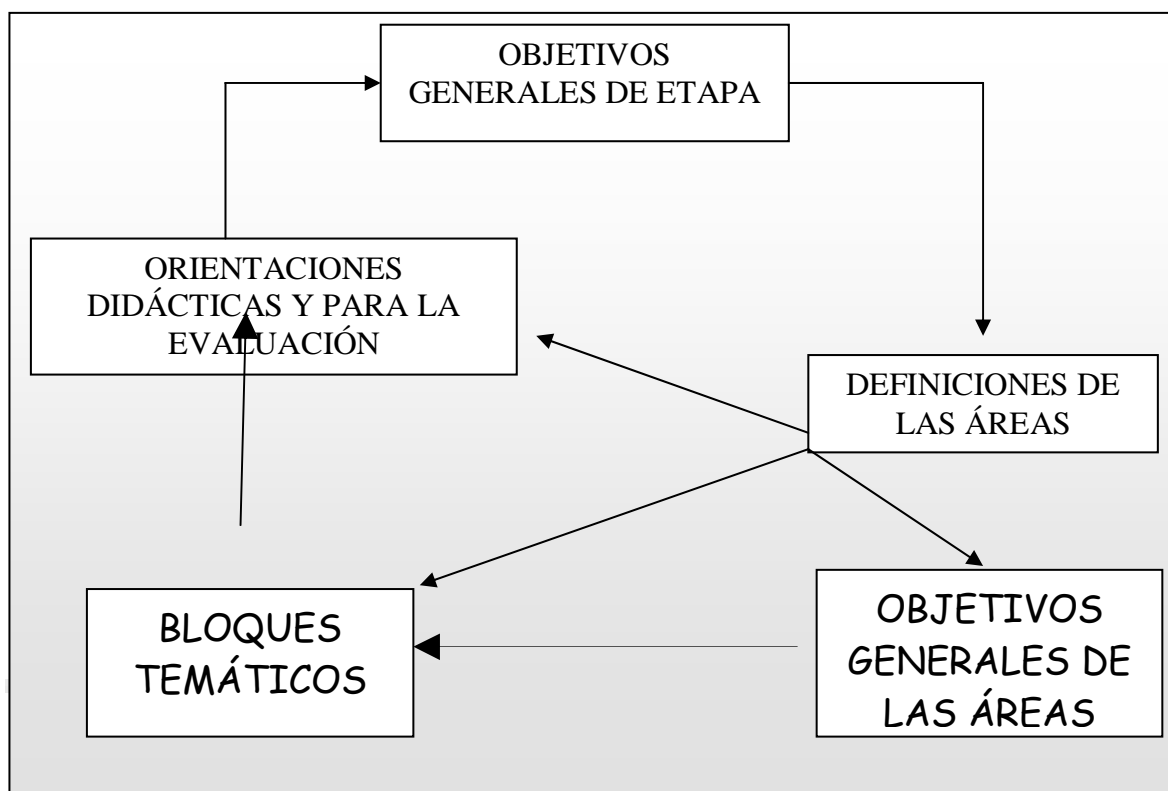 OBJETIVOS
GENERALES DE ETAPA
ORIENTACIONES
DIDÁCTICAS Y PARA LA
EVALUACIÓN
DEFINICIONES DE
LAS ÁREAS
BLOQUES
TEMÁTICOS
OBJETIVOS
GENERALES DE
LAS ÁREAS